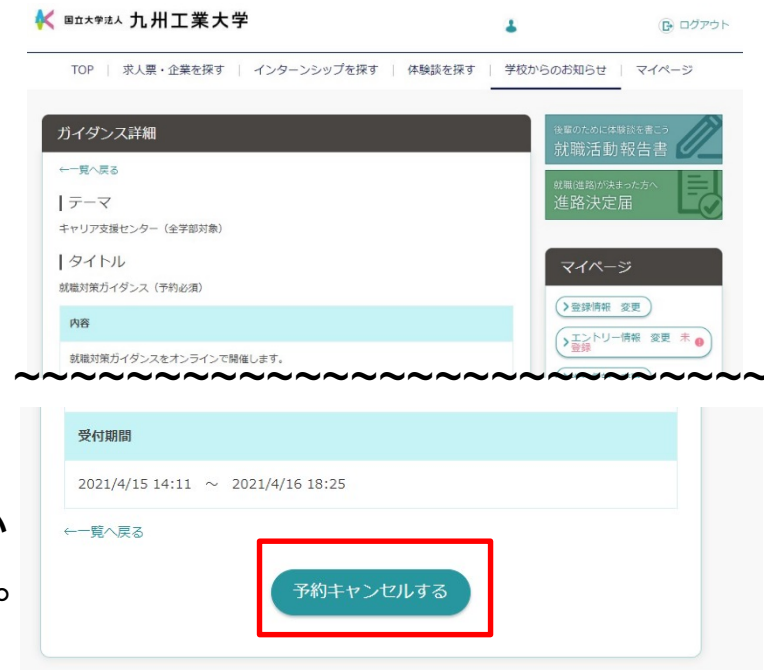 国立大学法人 九州工業大学
ログアウト
TOP | 求人票・企業を探す | インターンシップを探す | 体験談を探す | 学校からのお知らせ | マイページ
ガイダンス詳細
←一覧へ戻る
テーマ
キャリア支援センター（全学部対象）
タイトル
就職対策ガイダンス（予約必須）
内容
就職対策ガイダンスをオンラインで開催します。
後輩のために体験談を書こう
就職活動報告書
就職(進路)が決まった方へ
進路決定届
マイページ
登録情報 変更
エントリー情報 変更 未
登録
受付期間
2021/4/15 14:11 ～ 2021/4/16 18:25
←一覧へ戻る
予約キャンセルする
。